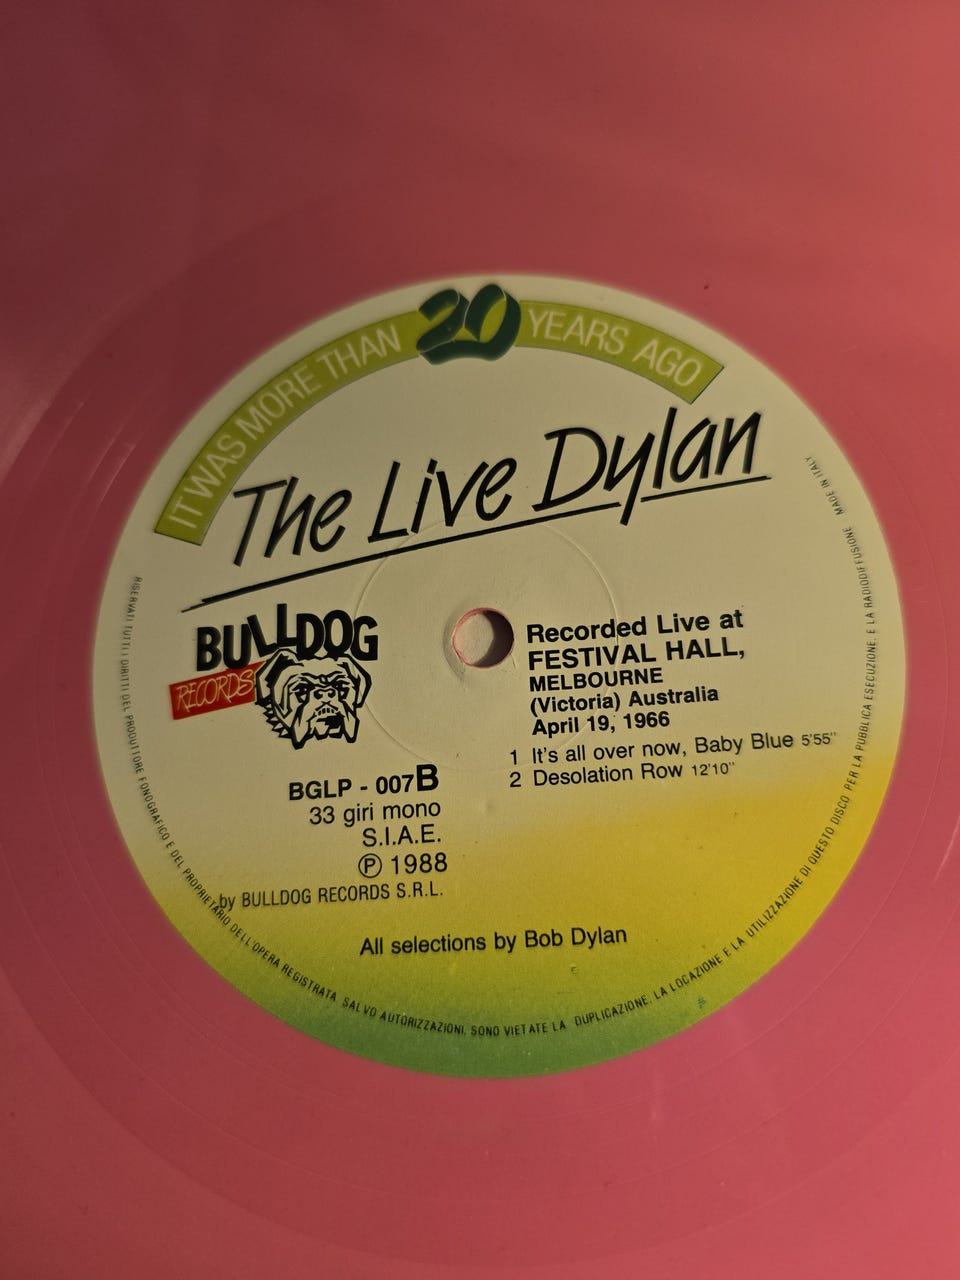 IT WAS MORE THAN 20 YEARS AGO
The Live Dylan
BULLDOG
RECORDS
Recorded Live at
FESTIVAL HALL,
MELBOURNE
(Victoria) Australia
April 19, 1966
1 It's all over now, Baby Blue 5'55"
2 Desolation Row 12'10"
BGLP - 007B
33 giri mono
S.I.A.E.
℗ 1988
by BULLDOG RECORDS S.R.L.
All selections by Bob Dylan
RISERVATI TUTTI I DIRITTI DEL PRODUTTORE FONOGRAFICO E DEL PROPRIETARIO DELL'OPERA REGISTRATA SALVO AUTORIZZAZIONI, SONO VIETATE LA DUPLICAZIONE, LA LOCAZIONE E LA UTILIZZAZIONE DI QUESTO DISCO PER LA PUBBLICA ESECUZIONE, E LA RADIODIFFUSIONE MADE IN ITALY